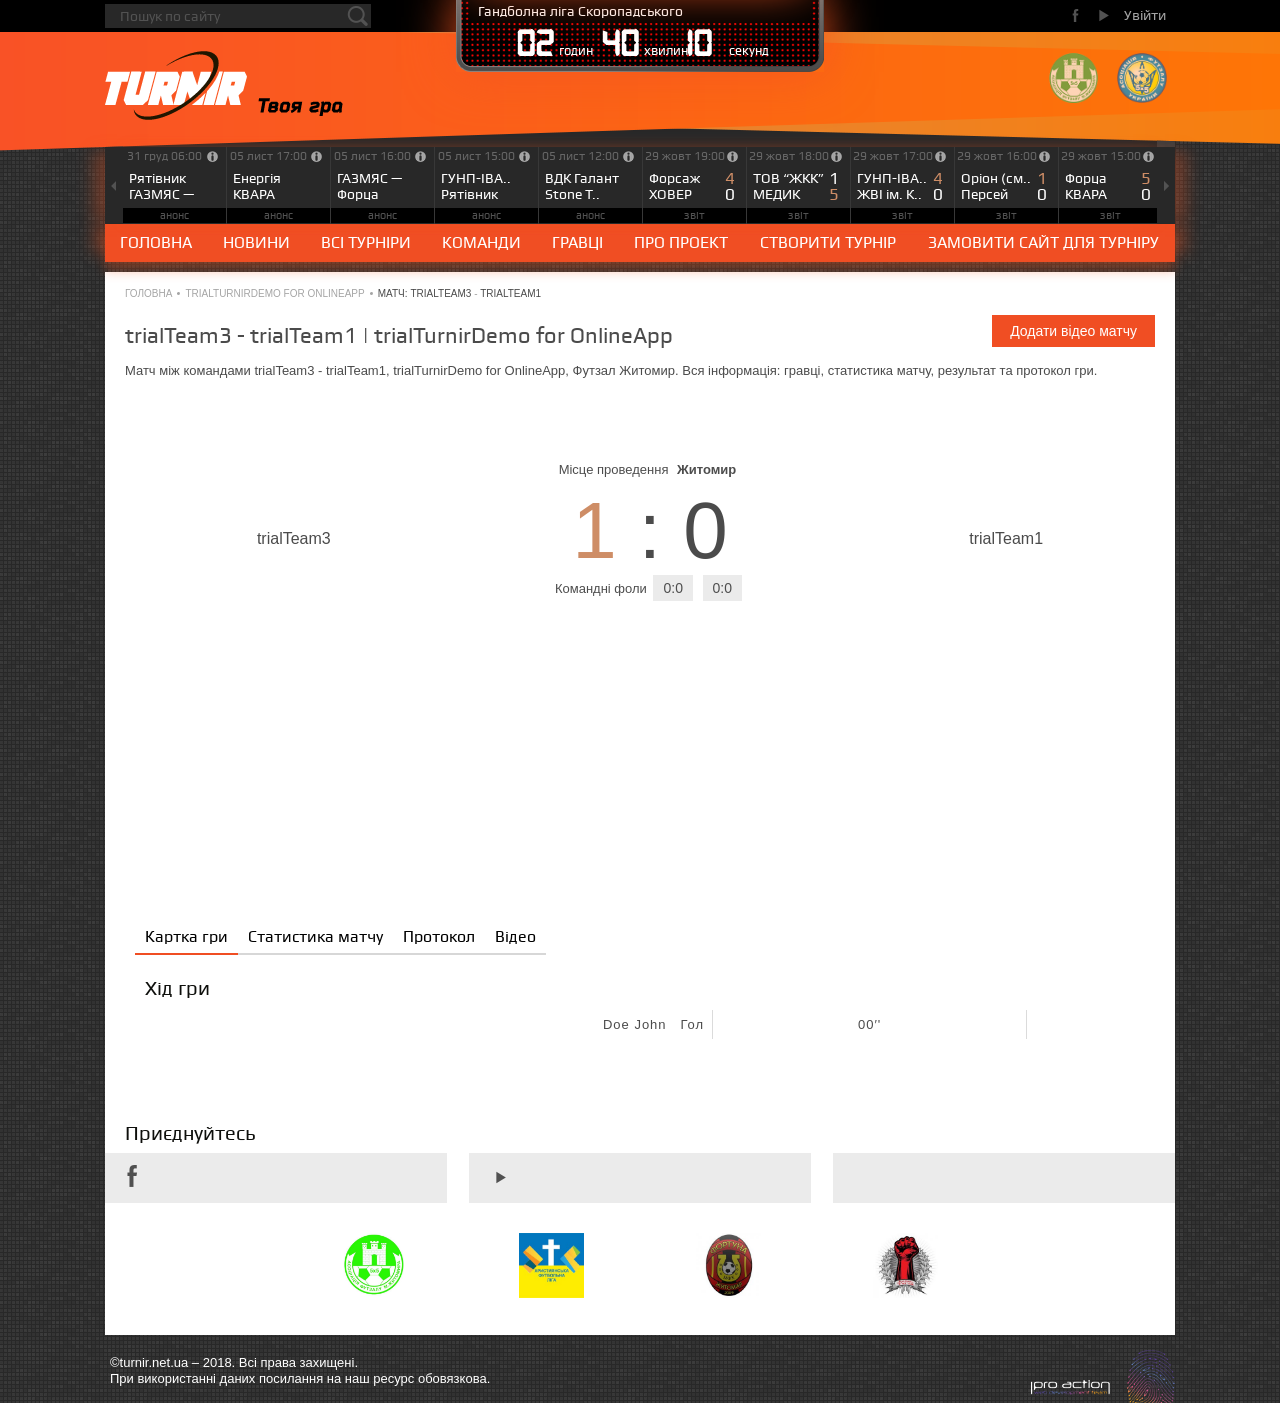 Пошук по сайту
Гандболна ліга Скоропадського
02 годин 40 хвилин 10 секунд
Увійти
TURNIR Твоя гра
31 груд 06:00
Рятівник
ГАЗМЯС —
анонс
05 лист 17:00
Енергія
КВАРА
анонс
05 лист 16:00
ГАЗМЯС —
Форца
анонс
05 лист 15:00
ГУНП-ІВА..
Рятівник
анонс
05 лист 12:00
ВДК Галант
Stone T..
анонс
29 жовт 19:00
Форсаж 4
ХОВЕР 0
звіт
29 жовт 18:00
ТОВ “ЖКК” 1
МЕДИК 5
звіт
29 жовт 17:00
ГУНП-ІВА.. 4
ЖВІ ім. К.. 0
звіт
29 жовт 16:00
Оріон (см.. 1
Персей 0
звіт
29 жовт 15:00
Форца 5
КВАРА 0
звіт
ГОЛОВНА НОВИНИ ВСІ ТУРНІРИ КОМАНДИ ГРАВЦІ ПРО ПРОЕКТ СТВОРИТИ ТУРНІР ЗАМОВИТИ САЙТ ДЛЯ ТУРНІРУ
ГОЛОВНА • TRIALTURNIRDEMO FOR ONLINEAPP • МАТЧ: TRIALTEAM3 - TRIALTEAM1
trialTeam3 - trialTeam1 | trialTurnirDemo for OnlineApp
Додати відео матчу
Матч між командами trialTeam3 - trialTeam1, trialTurnirDemo for OnlineApp, Футзал Житомир. Вся інформація: гравці, статистика матчу, результат та протокол гри.
Місце проведення Житомир
trialTeam3 1 : 0 trialTeam1
Командні фоли 0:0 0:0
Картка гри Статистика матчу Протокол Відео
Хід гри
Doe John Гол 00''
Приєднуйтесь
ХРИСТИЯНСЬКА
ФУТБОЛЬНА
ЛІГА
ФОРТУНА
©turnir.net.ua – 2018. Всі права захищені.
При використанні даних посилання на наш ресурс обовязкова.
pro action